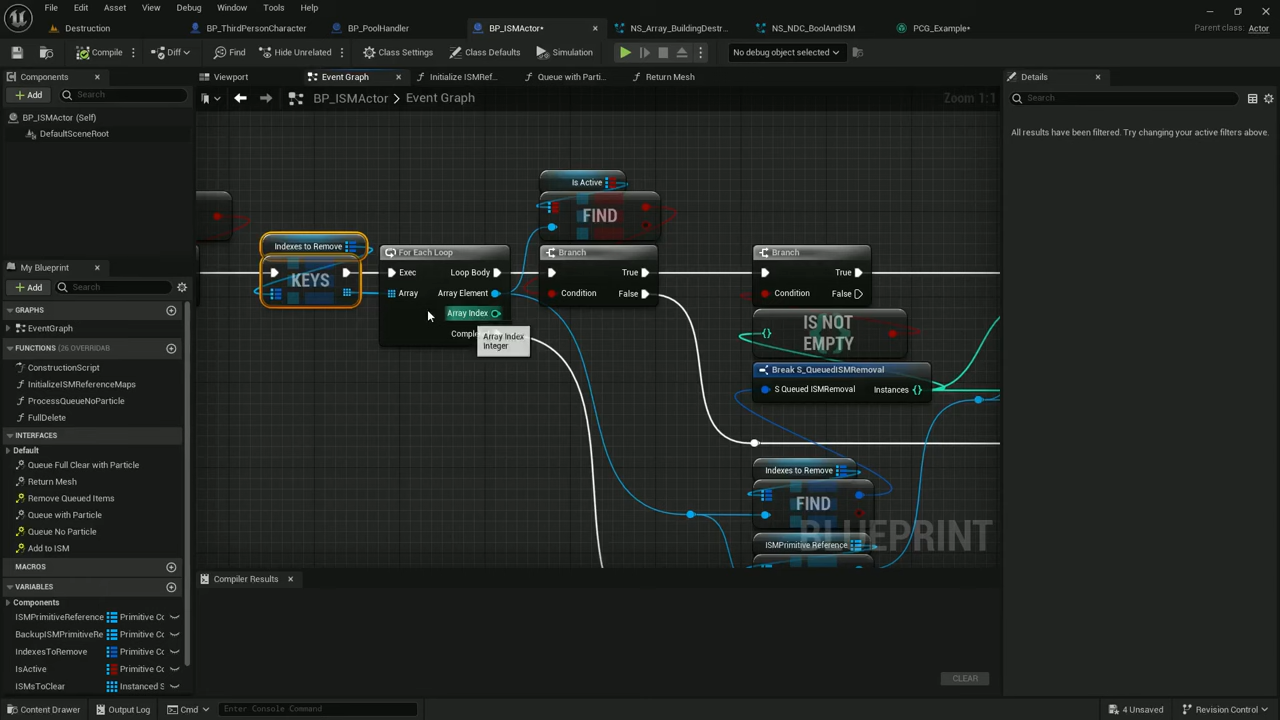 File Edit Asset View Debug Window Tools Help
Destruction
BP_ThirdPersonCharacter
BP_PoolHandler
BP_ISMActor*
NS_Array_BuildingDestr...
NS_NDC_BoolAndISM
PCG_Example*
Parent class: Actor
Compile
Diff
Find
Hide Unrelated
Class Settings
Class Defaults
Simulation
No debug object selected
Components
Viewport
Event Graph
Initialize ISMRef...
Queue with Parti...
Return Mesh
Details
Add
Search
BP_ISMActor > Event Graph
Zoom 1:1
Search
BP_ISMActor (Self)
DefaultSceneRoot
All results have been filtered. Try changing your active filters above.
Is Active
FIND
Indexes to Remove
KEYS
For Each Loop
Exec
Loop Body
Array
Array Element
Array Index
Comple
Array Index
Integer
Branch
True
Condition
False
Branch
True
Condition
False
IS NOT
EMPTY
Break S_QueuedISMRemoval
S Queued ISMRemoval
Instances
Indexes to Remove
FIND
ISMPrimitive Reference
BLUEPRINT
My Blueprint
Add
Search
GRAPHS
EventGraph
FUNCTIONS (26 OVERRIDAB
ConstructionScript
InitializeISMReferenceMaps
ProcessQueueNoParticle
FullDelete
INTERFACES
Default
Queue Full Clear with Particle
Return Mesh
Remove Queued Items
Queue with Particle
Queue No Particle
Add to ISM
MACROS
VARIABLES
Components
ISMPrimitiveReference Primitive Cc
BackupISMPrimitiveRe Primitive Cc
IndexesToRemove Primitive Cc
IsActive Primitive Cc
ISMsToClear Instanced S
Compiler Results
CLEAR
Content Drawer
Output Log
Cmd
Enter Console Command
4 Unsaved
Revision Control